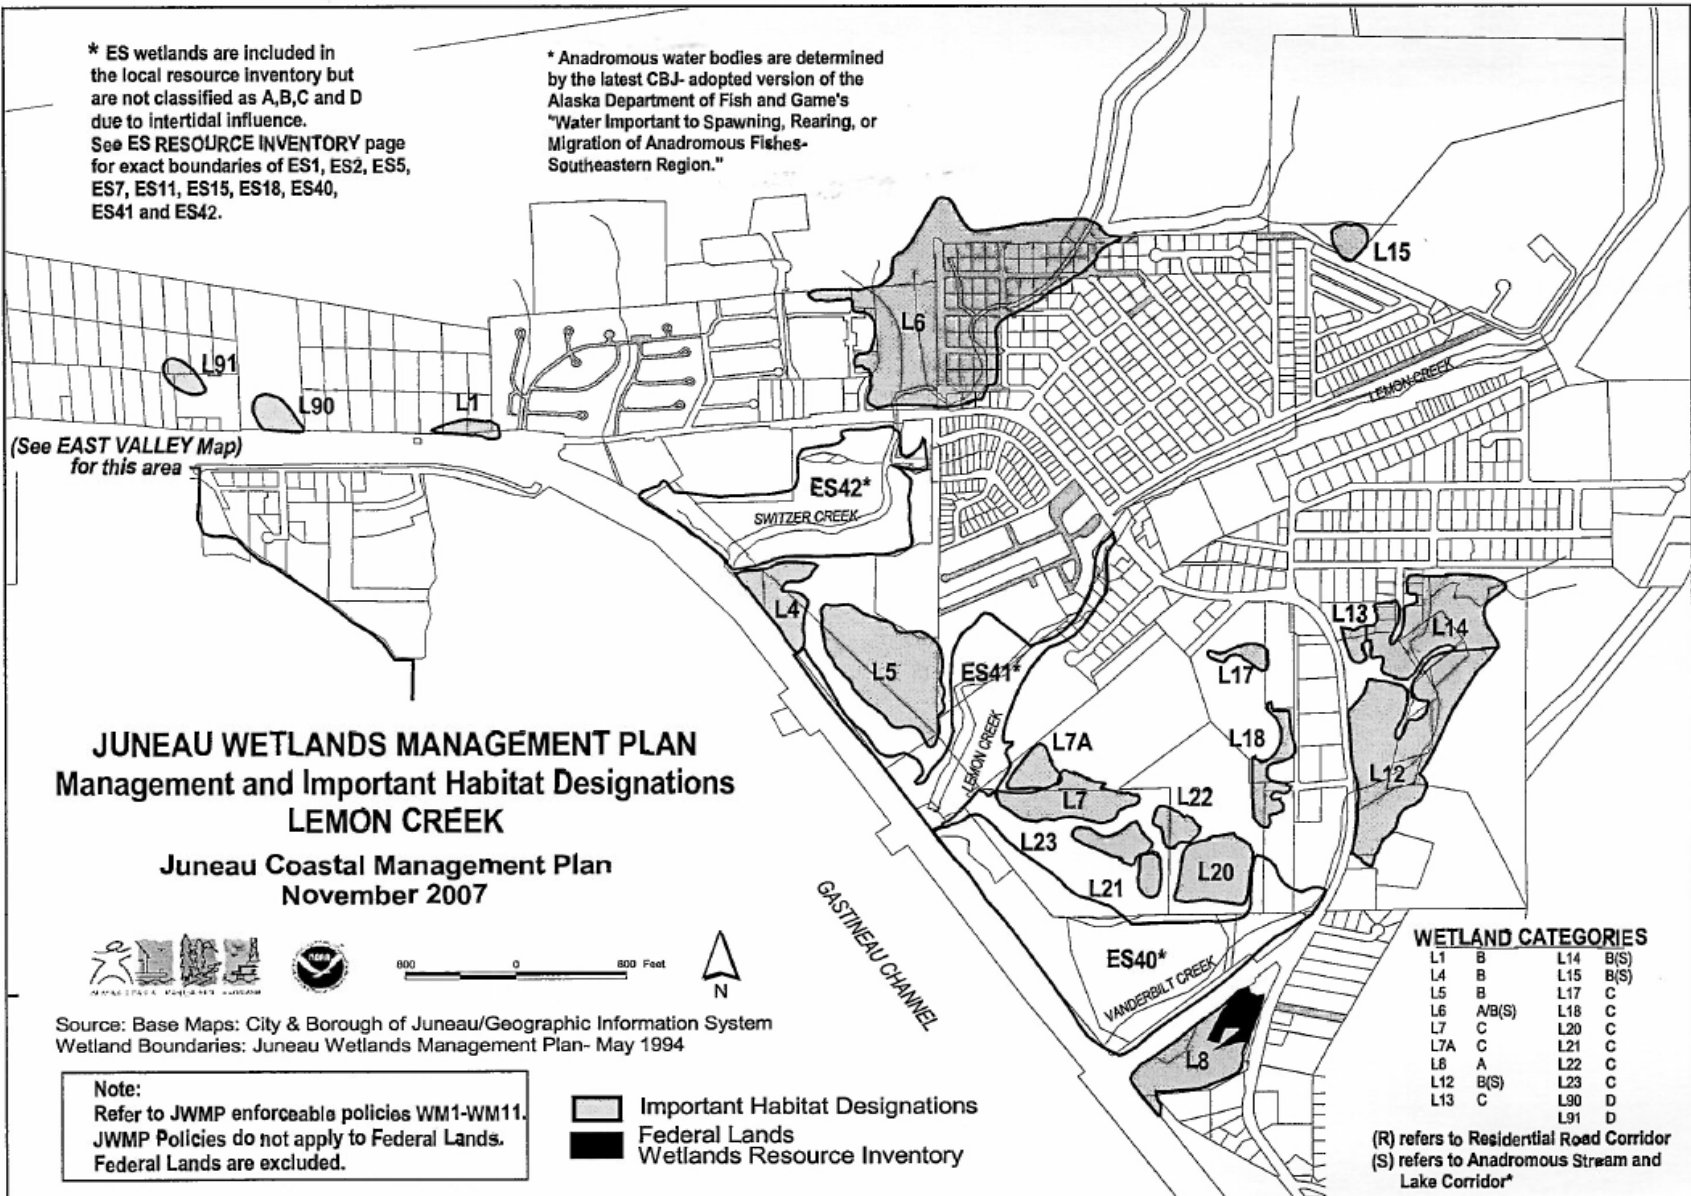 * ES wetlands are included in
the local resource inventory but
are not classified as A,B,C and D
due to intertidal influence.
See ES RESOURCE INVENTORY page
for exact boundaries of ES1, ES2, ES5,
ES7, ES11, ES15, ES18, ES40,
ES41 and ES42.
* Anadromous water bodies are determined
by the latest CBJ- adopted version of the
Alaska Department of Fish and Game's
"Water Important to Spawning, Rearing, or
Migration of Anadromous Fishes-
Southeastern Region."
L15
L6
L91
L90
L1
LEMON CREEK
(See EAST VALLEY Map)
for this area
ES42*
SWITZER CREEK
L4
L5
ES41*
LEMON CREEK
L13
L14
L17
L18
L12
L7A
L7
L22
L23
L21
L20
GASTINEAU CHANNEL
ES40*
VANDERBILT CREEK
L8
JUNEAU WETLANDS MANAGEMENT PLAN
Management and Important Habitat Designations
LEMON CREEK
Juneau Coastal Management Plan
November 2007
NOAA
800 0 800 Feet
N
Source: Base Maps: City & Borough of Juneau/Geographic Information System
Wetland Boundaries: Juneau Wetlands Management Plan- May 1994
Note:
Refer to JWMP enforceable policies WM1-WM11.
JWMP Policies do not apply to Federal Lands.
Federal Lands are excluded.
Important Habitat Designations
Federal Lands
Wetlands Resource Inventory
WETLAND CATEGORIES
L1 B L14 B(S)
L4 B L15 B(S)
L5 B L17 C
L6 A/B(S) L18 C
L7 C L20 C
L7A C L21 C
L8 A L22 C
L12 B(S) L23 C
L13 C L90 D
L91 D
(R) refers to Residential Road Corridor
(S) refers to Anadromous Stream and
Lake Corridor*